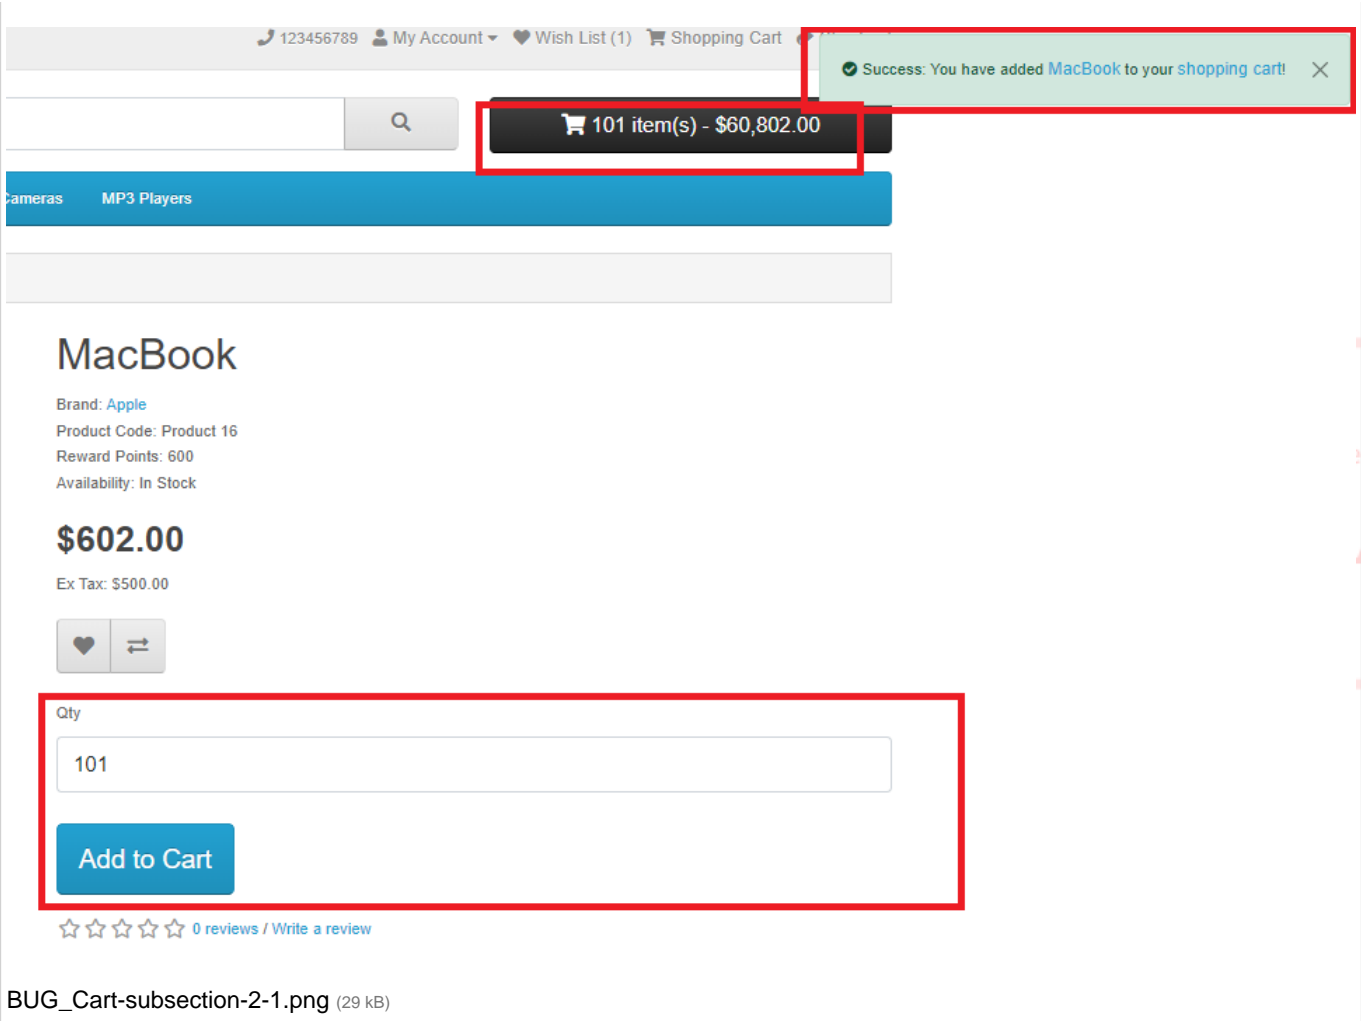 123456789 My Account Wish List (1) Shopping Cart
Success: You have added MacBook to your shopping cart!
101 item(s) - $60,802.00
Cameras MP3 Players
MacBook
Brand: Apple
Product Code: Product 16
Reward Points: 600
Availability: In Stock
$602.00
Ex Tax: $500.00
Qty
101
Add to Cart
0 reviews / Write a review
BUG_Cart-subsection-2-1.png (29 kB)